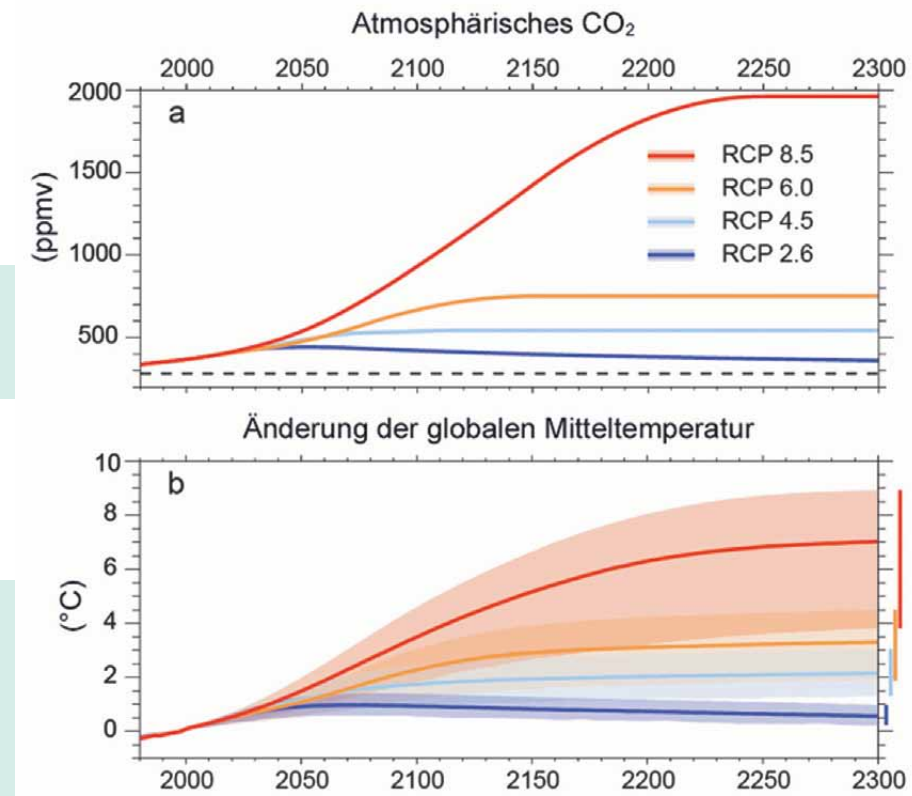 Atmosphärisches CO₂
2000 2050 2100 2150 2200 2250 2300
2000
a
1500
(ppmv)
1000
500
RCP 8.5
RCP 6.0
RCP 4.5
RCP 2.6
Änderung der globalen Mitteltemperatur
10
b
8
6
(°C)
4
2
0
2000 2050 2100 2150 2200 2250 2300